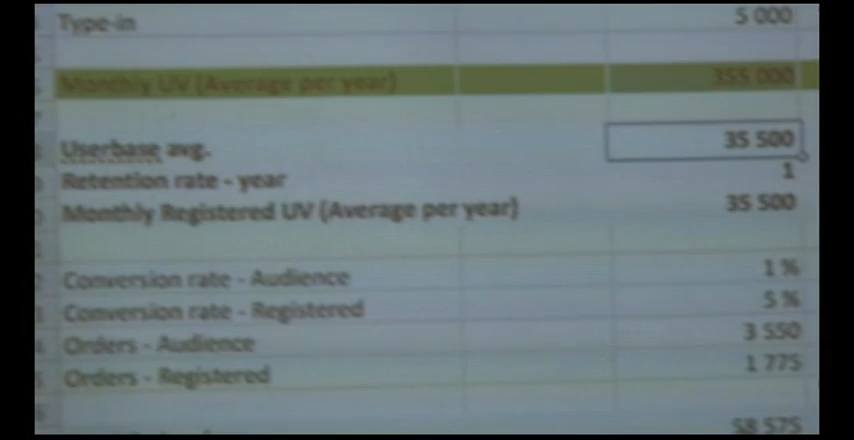 Type-in 5 000
Monthly UV (Average per year) 355 000
Userbase avg. 35 500
Retention rate - year 1
Monthly Registered UV (Average per year) 35 500
Conversion rate - Audience 1 %
Conversion rate - Registered 5 %
Orders - Audience 3 550
Orders - Registered 1 775
58 575